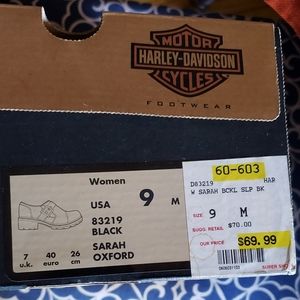 MOTOR
HARLEY-DAVIDSON
CYCLES
FOOTWEAR
Women
USA 9 M
83219
BLACK
SARAH
OXFORD
7 40 26
u.k. euro cm
60-603
D83219 HAR
W SARAH BCKL SLP BK
SIZE 9 M
SUGG. RETAIL $70.00
OUR PRICE $69.99